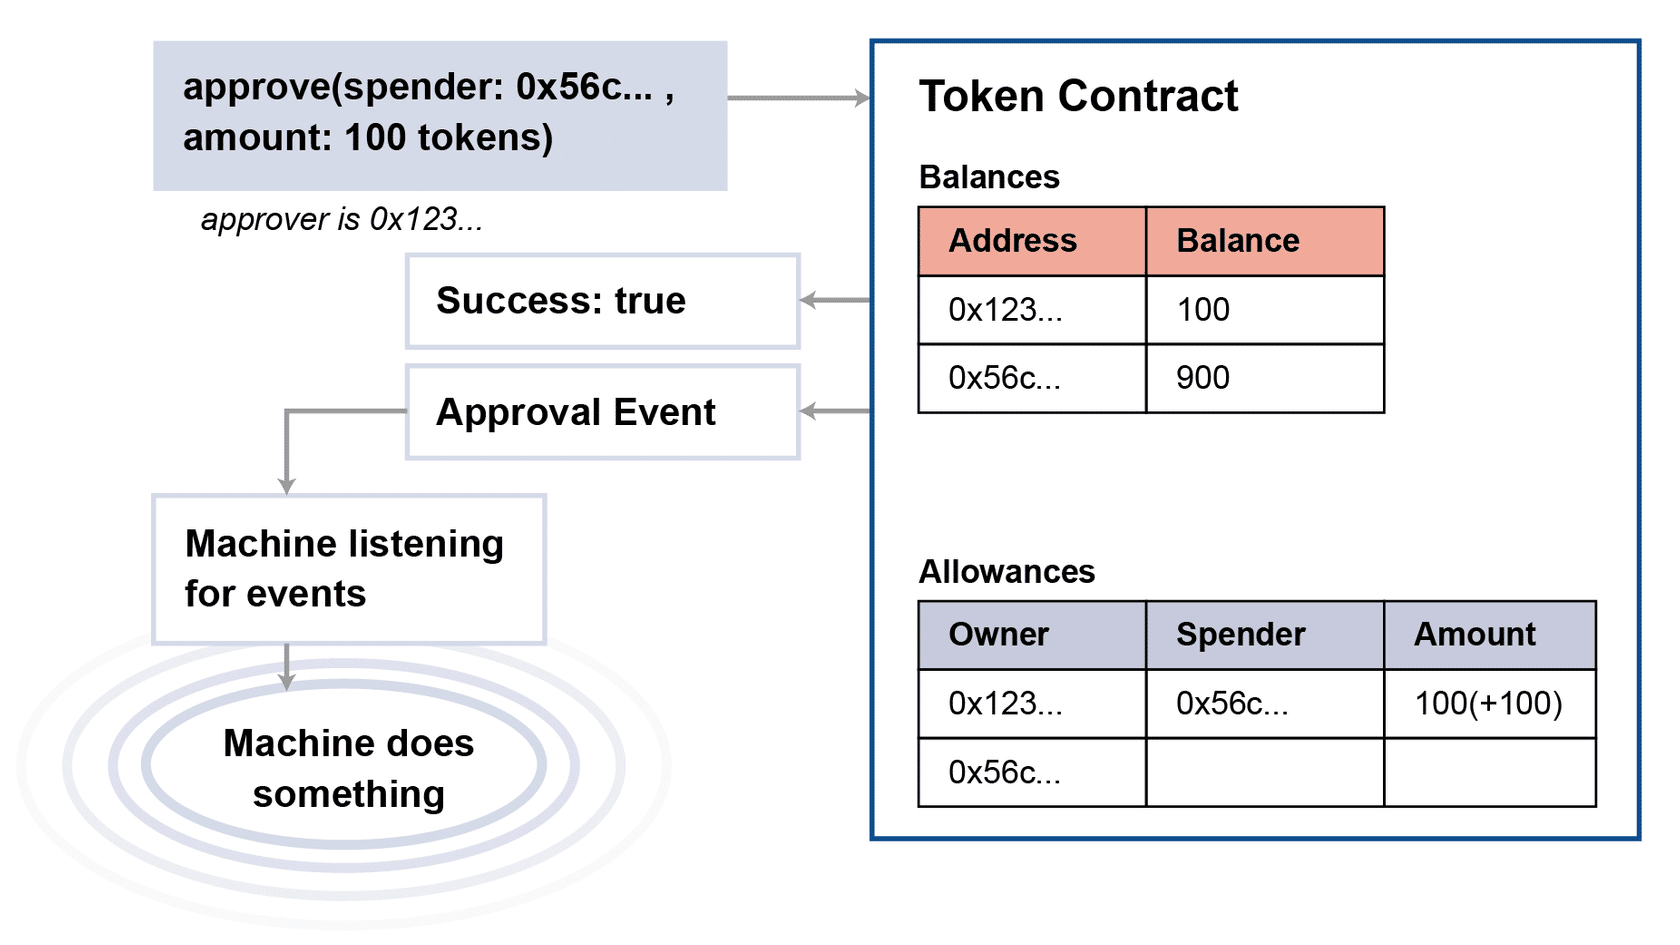 approve(spender: 0x56c... ,
amount: 100 tokens)
approver is 0x123...
Success: true
Approval Event
Machine listening
for events
Machine does
something
Token Contract
Balances
Address Balance
0x123... 100
0x56c... 900
Allowances
Owner Spender Amount
0x123... 0x56c... 100(+100)
0x56c...